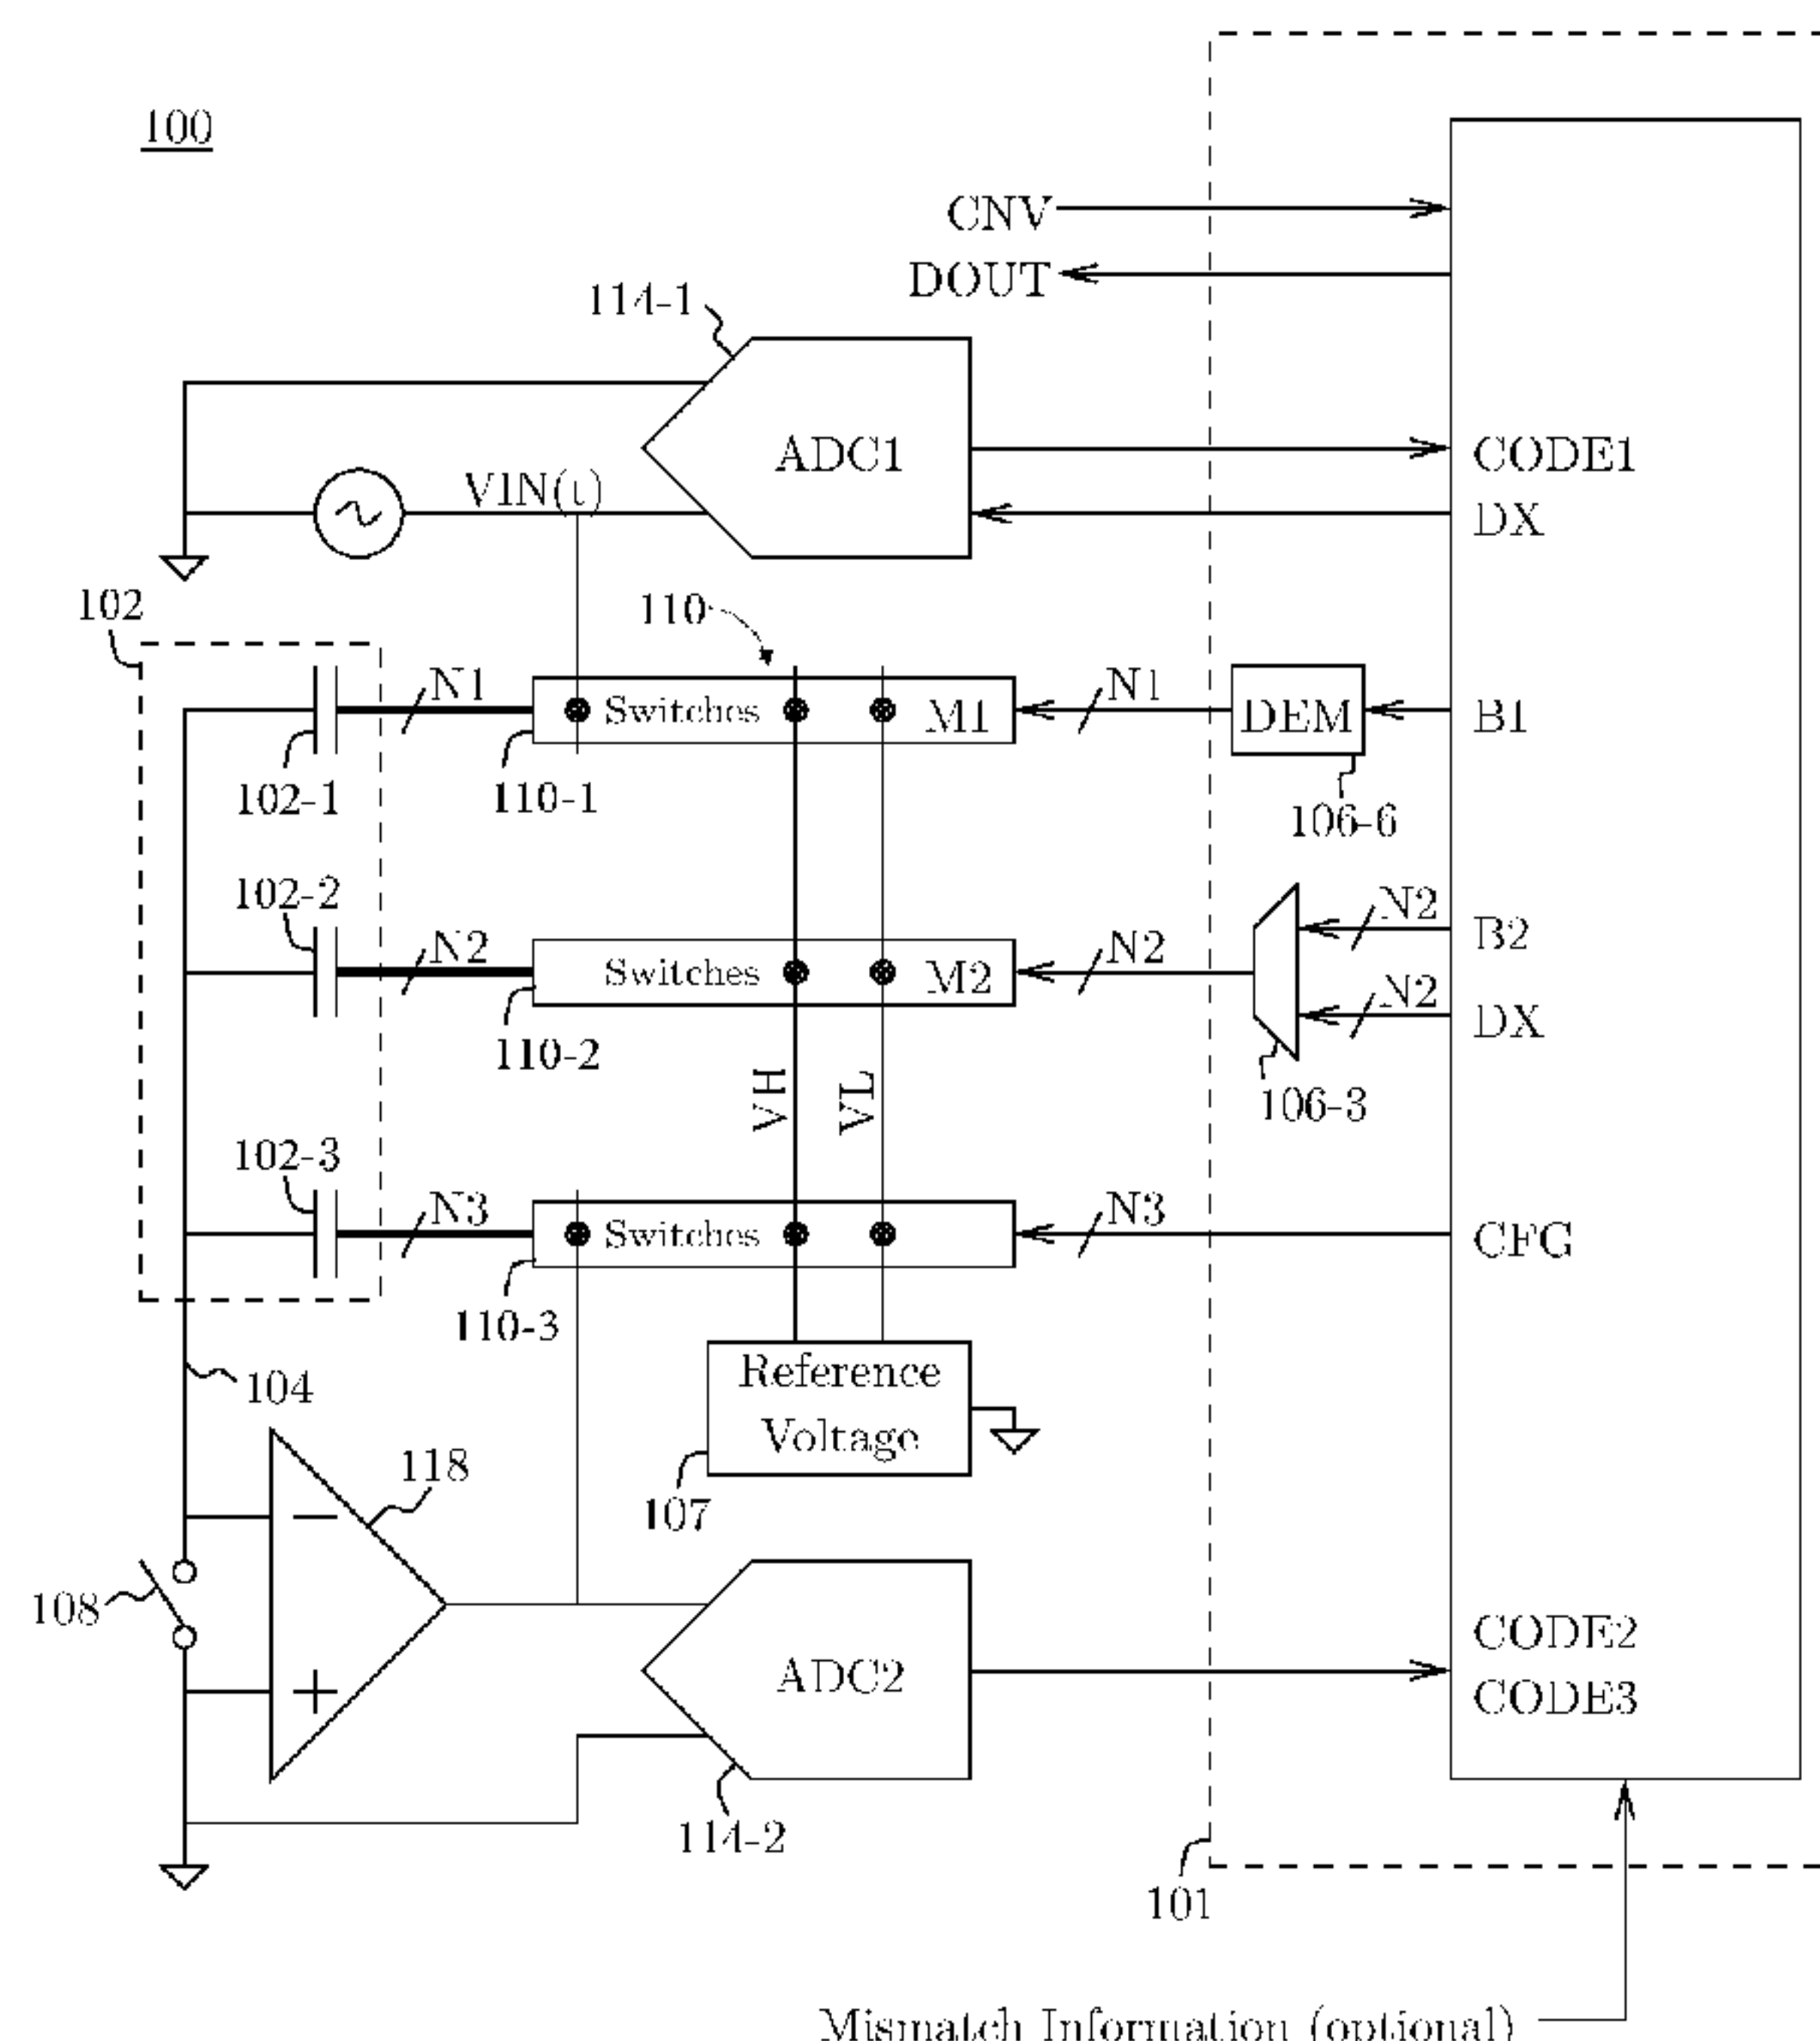 100
CNV
DOUT
114-1
ADC1
CODE1
VIN(t)
DX
102
110
N1
Switches
M1
N1
DEM
B1
102-1
110-1
106-6
102-2
N2
B2
N2
Switches
M2
N2
N2
DX
110-2
VH
VL
106-3
102-3
N3
Switches
N3
CFG
110-3
104
Reference
Voltage
118
107
108
ADC2
CODE2
CODE3
114-2
101
Mismatch Information (optional)